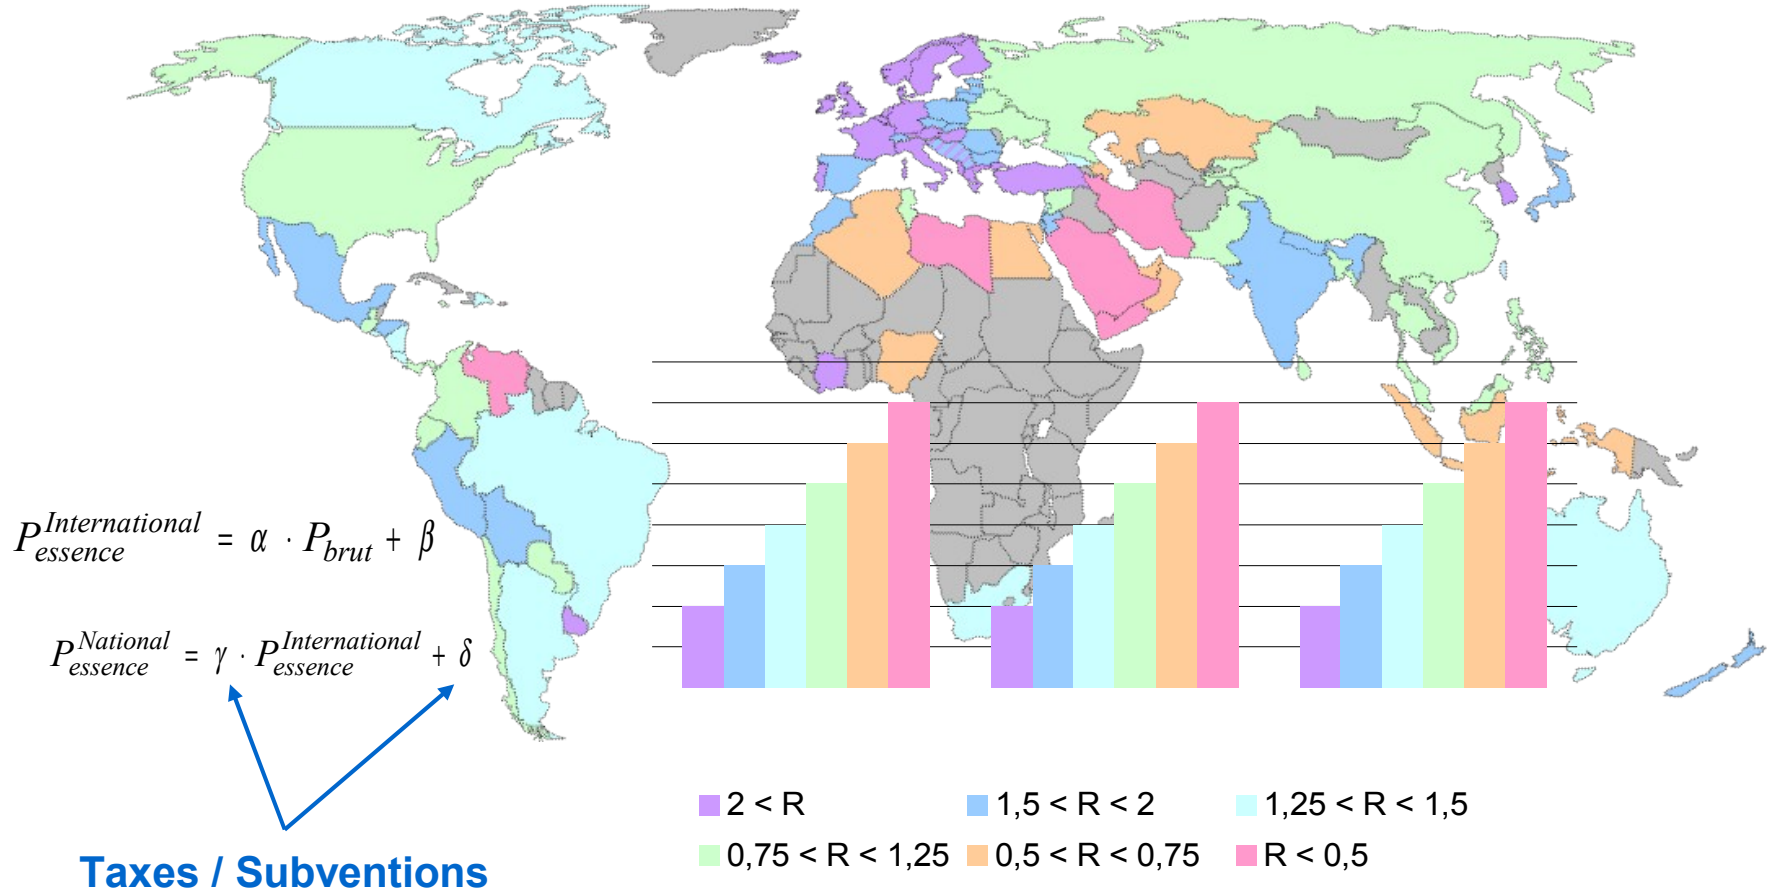 P_essence^International = α · P_brut + β
P_essence^National = γ · P_essence^International + δ
Taxes / Subventions
2 < R
1,5 < R < 2
1,25 < R < 1,5
0,75 < R < 1,25
0,5 < R < 0,75
R < 0,5